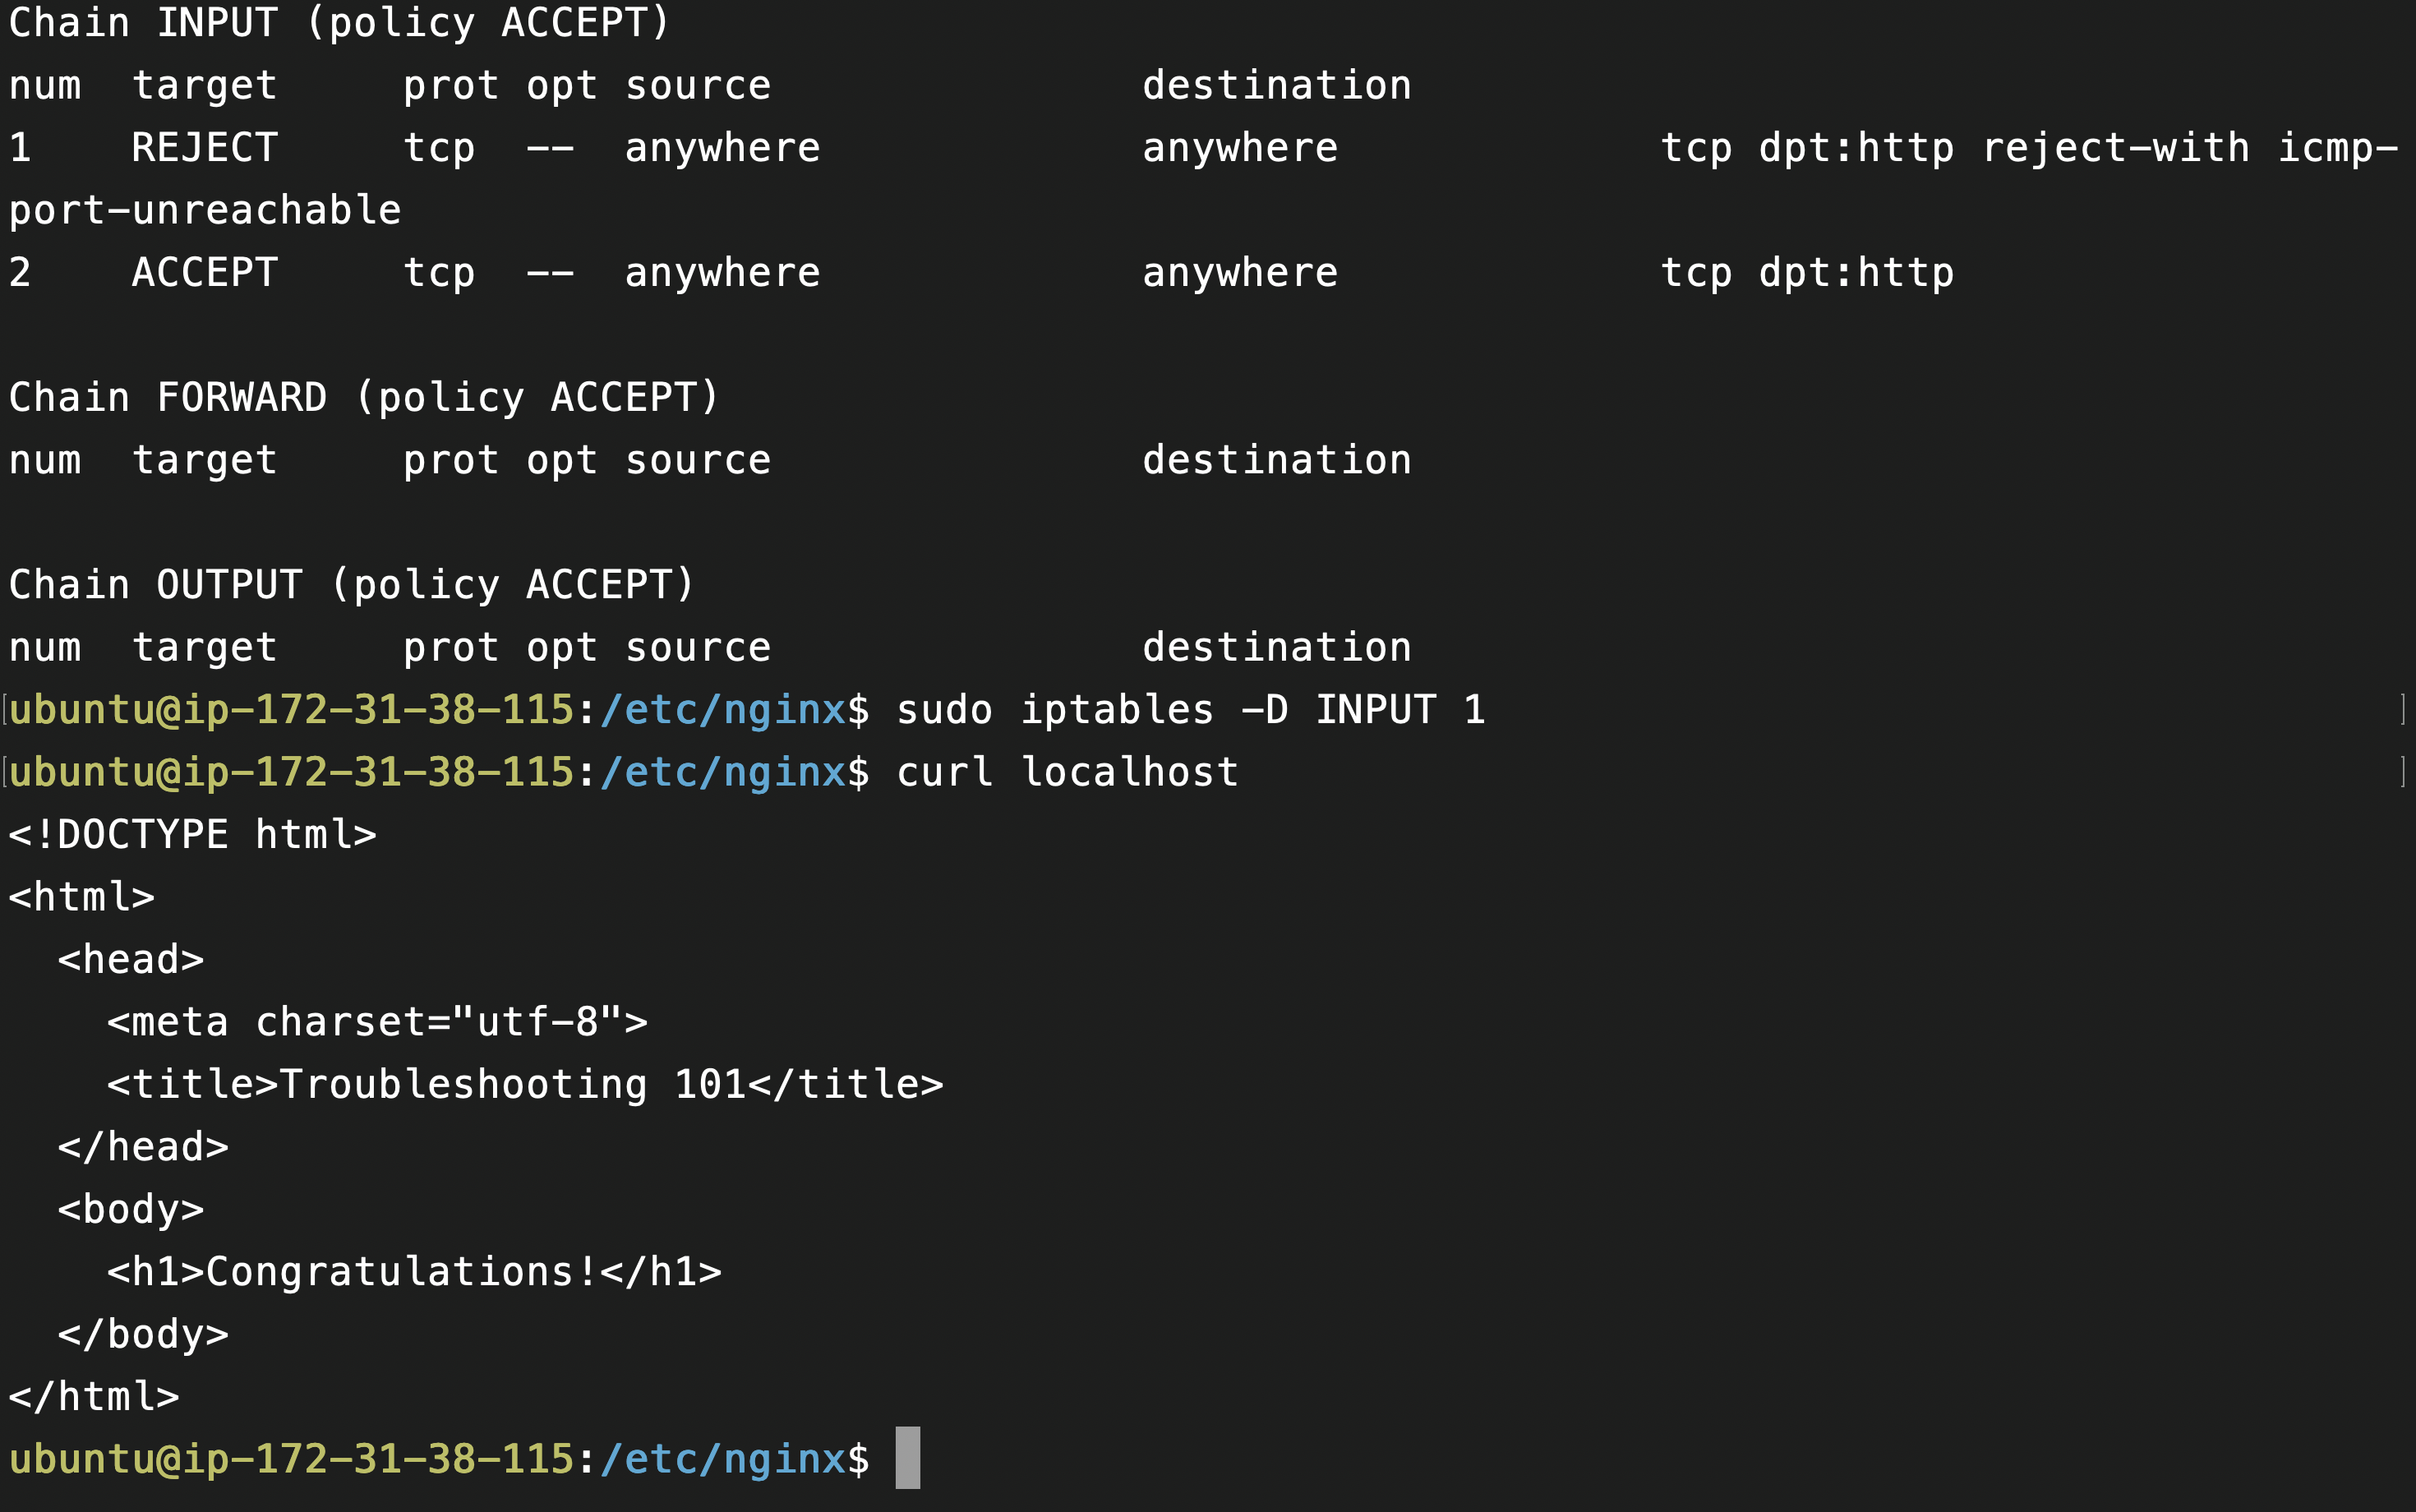 Chain INPUT (policy ACCEPT)
num  target     prot opt source               destination
1    REJECT     tcp  --  anywhere             anywhere             tcp dpt:http reject-with icmp-
port-unreachable
2    ACCEPT     tcp  --  anywhere             anywhere             tcp dpt:http

Chain FORWARD (policy ACCEPT)
num  target     prot opt source               destination

Chain OUTPUT (policy ACCEPT)
num  target     prot opt source               destination
[ubuntu@ip-172-31-38-115:/etc/nginx$ sudo iptables -D INPUT 1 ]
[ubuntu@ip-172-31-38-115:/etc/nginx$ curl localhost ]
<!DOCTYPE html>
<html>
  <head>
    <meta charset="utf-8">
    <title>Troubleshooting 101</title>
  </head>
  <body>
    <h1>Congratulations!</h1>
  </body>
</html>
ubuntu@ip-172-31-38-115:/etc/nginx$